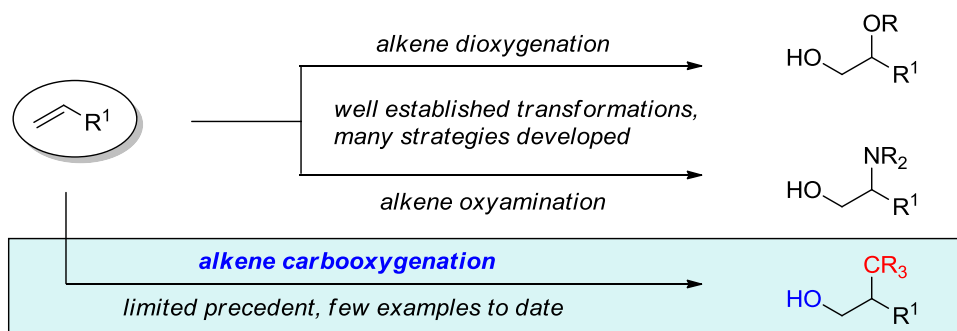 alkene dioxygenation
OR
HO
R¹
R¹
well established transformations,
many strategies developed
NR₂
HO
R¹
alkene oxyamination
alkene carbooxygenation
CR₃
HO
R¹
limited precedent, few examples to date